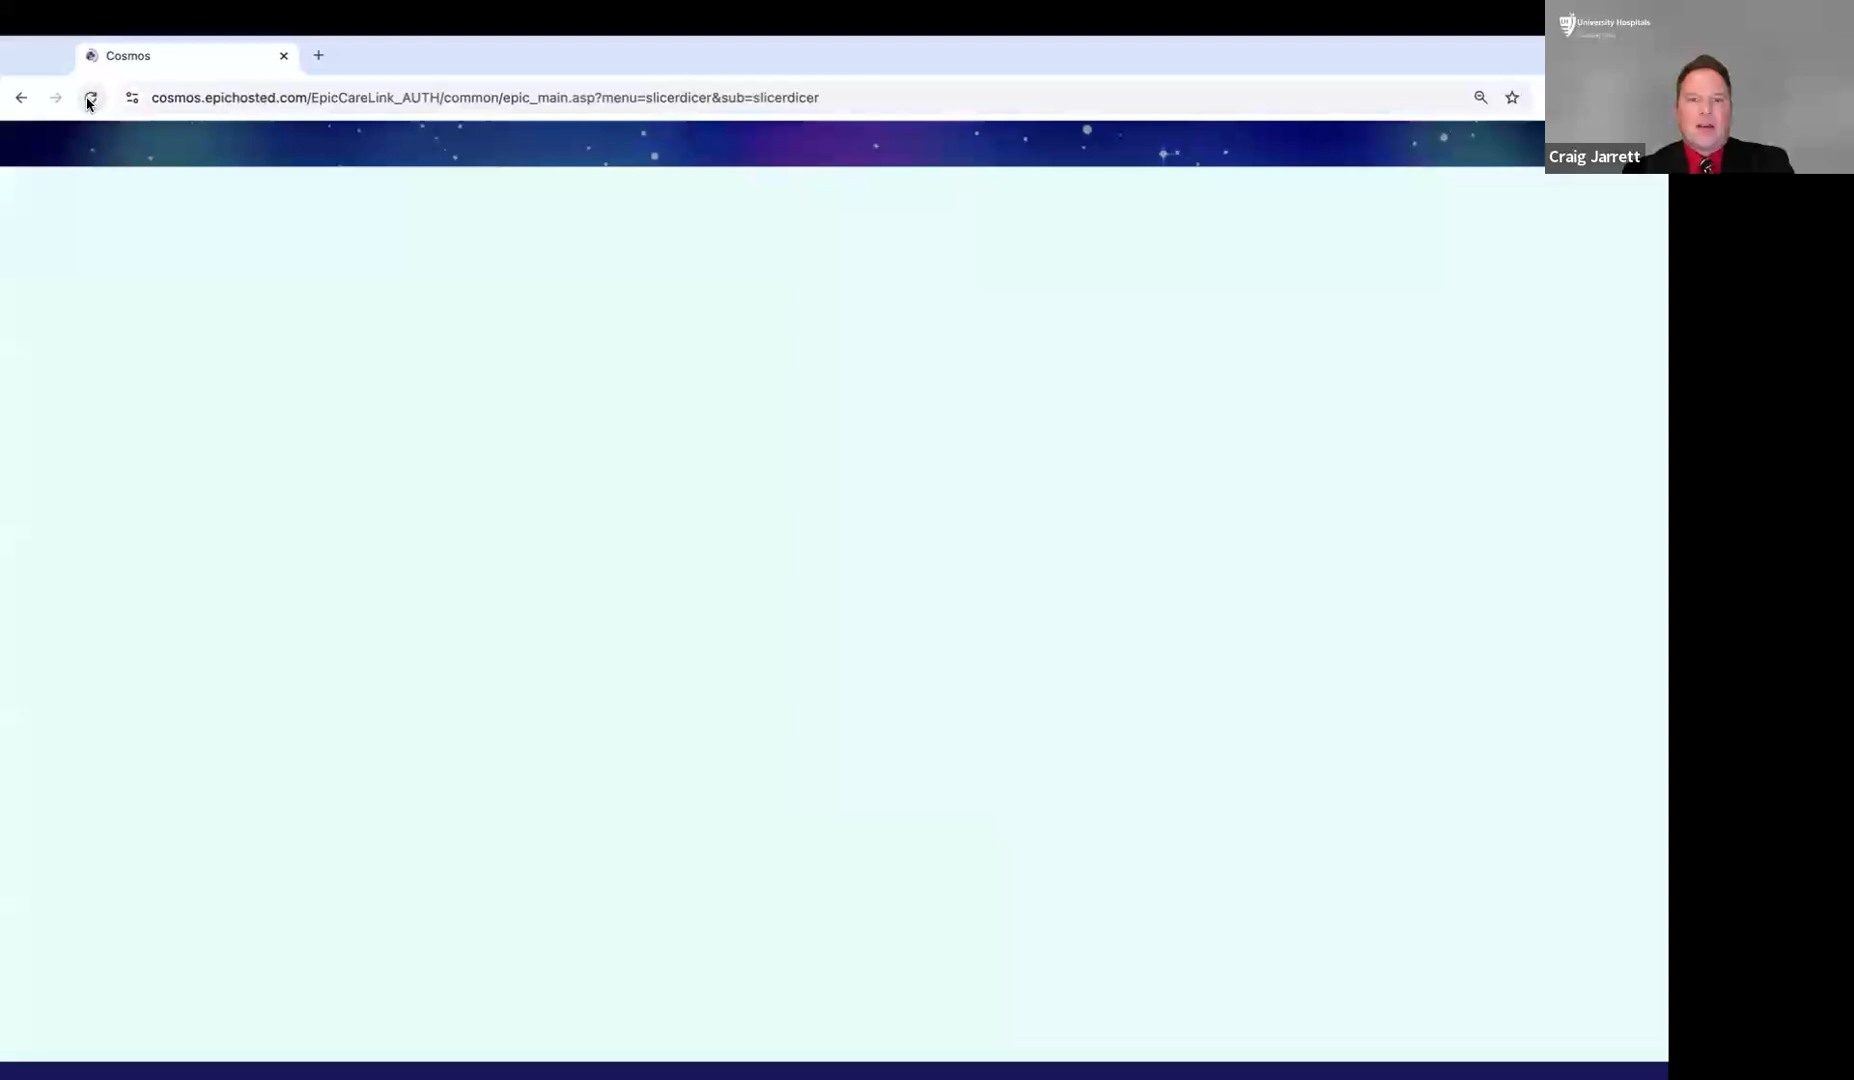 Cosmos
cosmos.epichosted.com/EpicCareLink_AUTH/common/epic_main.asp?menu=slicerdicer&sub=slicerdicer
University Hospitals
Craig Jarrett